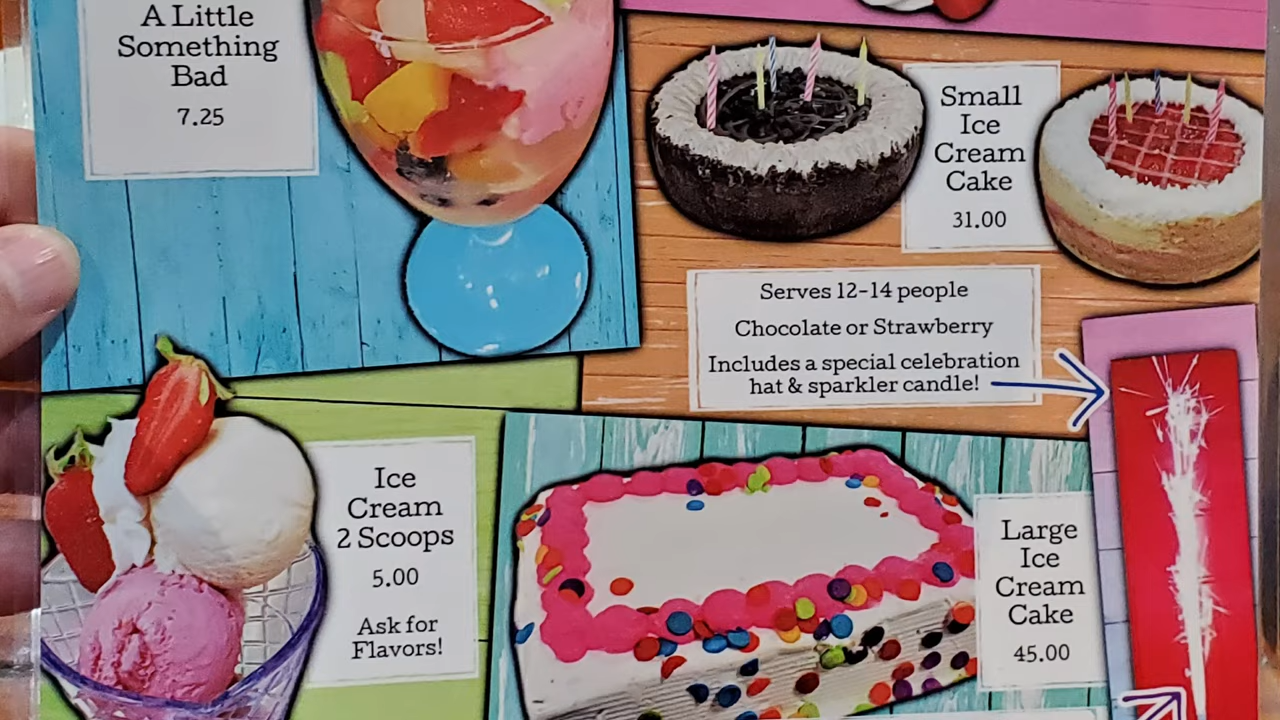 A Little
Something
Bad
7.25
Small
Ice
Cream
Cake
31.00
Serves 12-14 people
Chocolate or Strawberry
Includes a special celebration
hat & sparkler candle!
Ice
Cream
2 Scoops
5.00
Ask for
Flavors!
Large
Ice
Cream
Cake
45.00